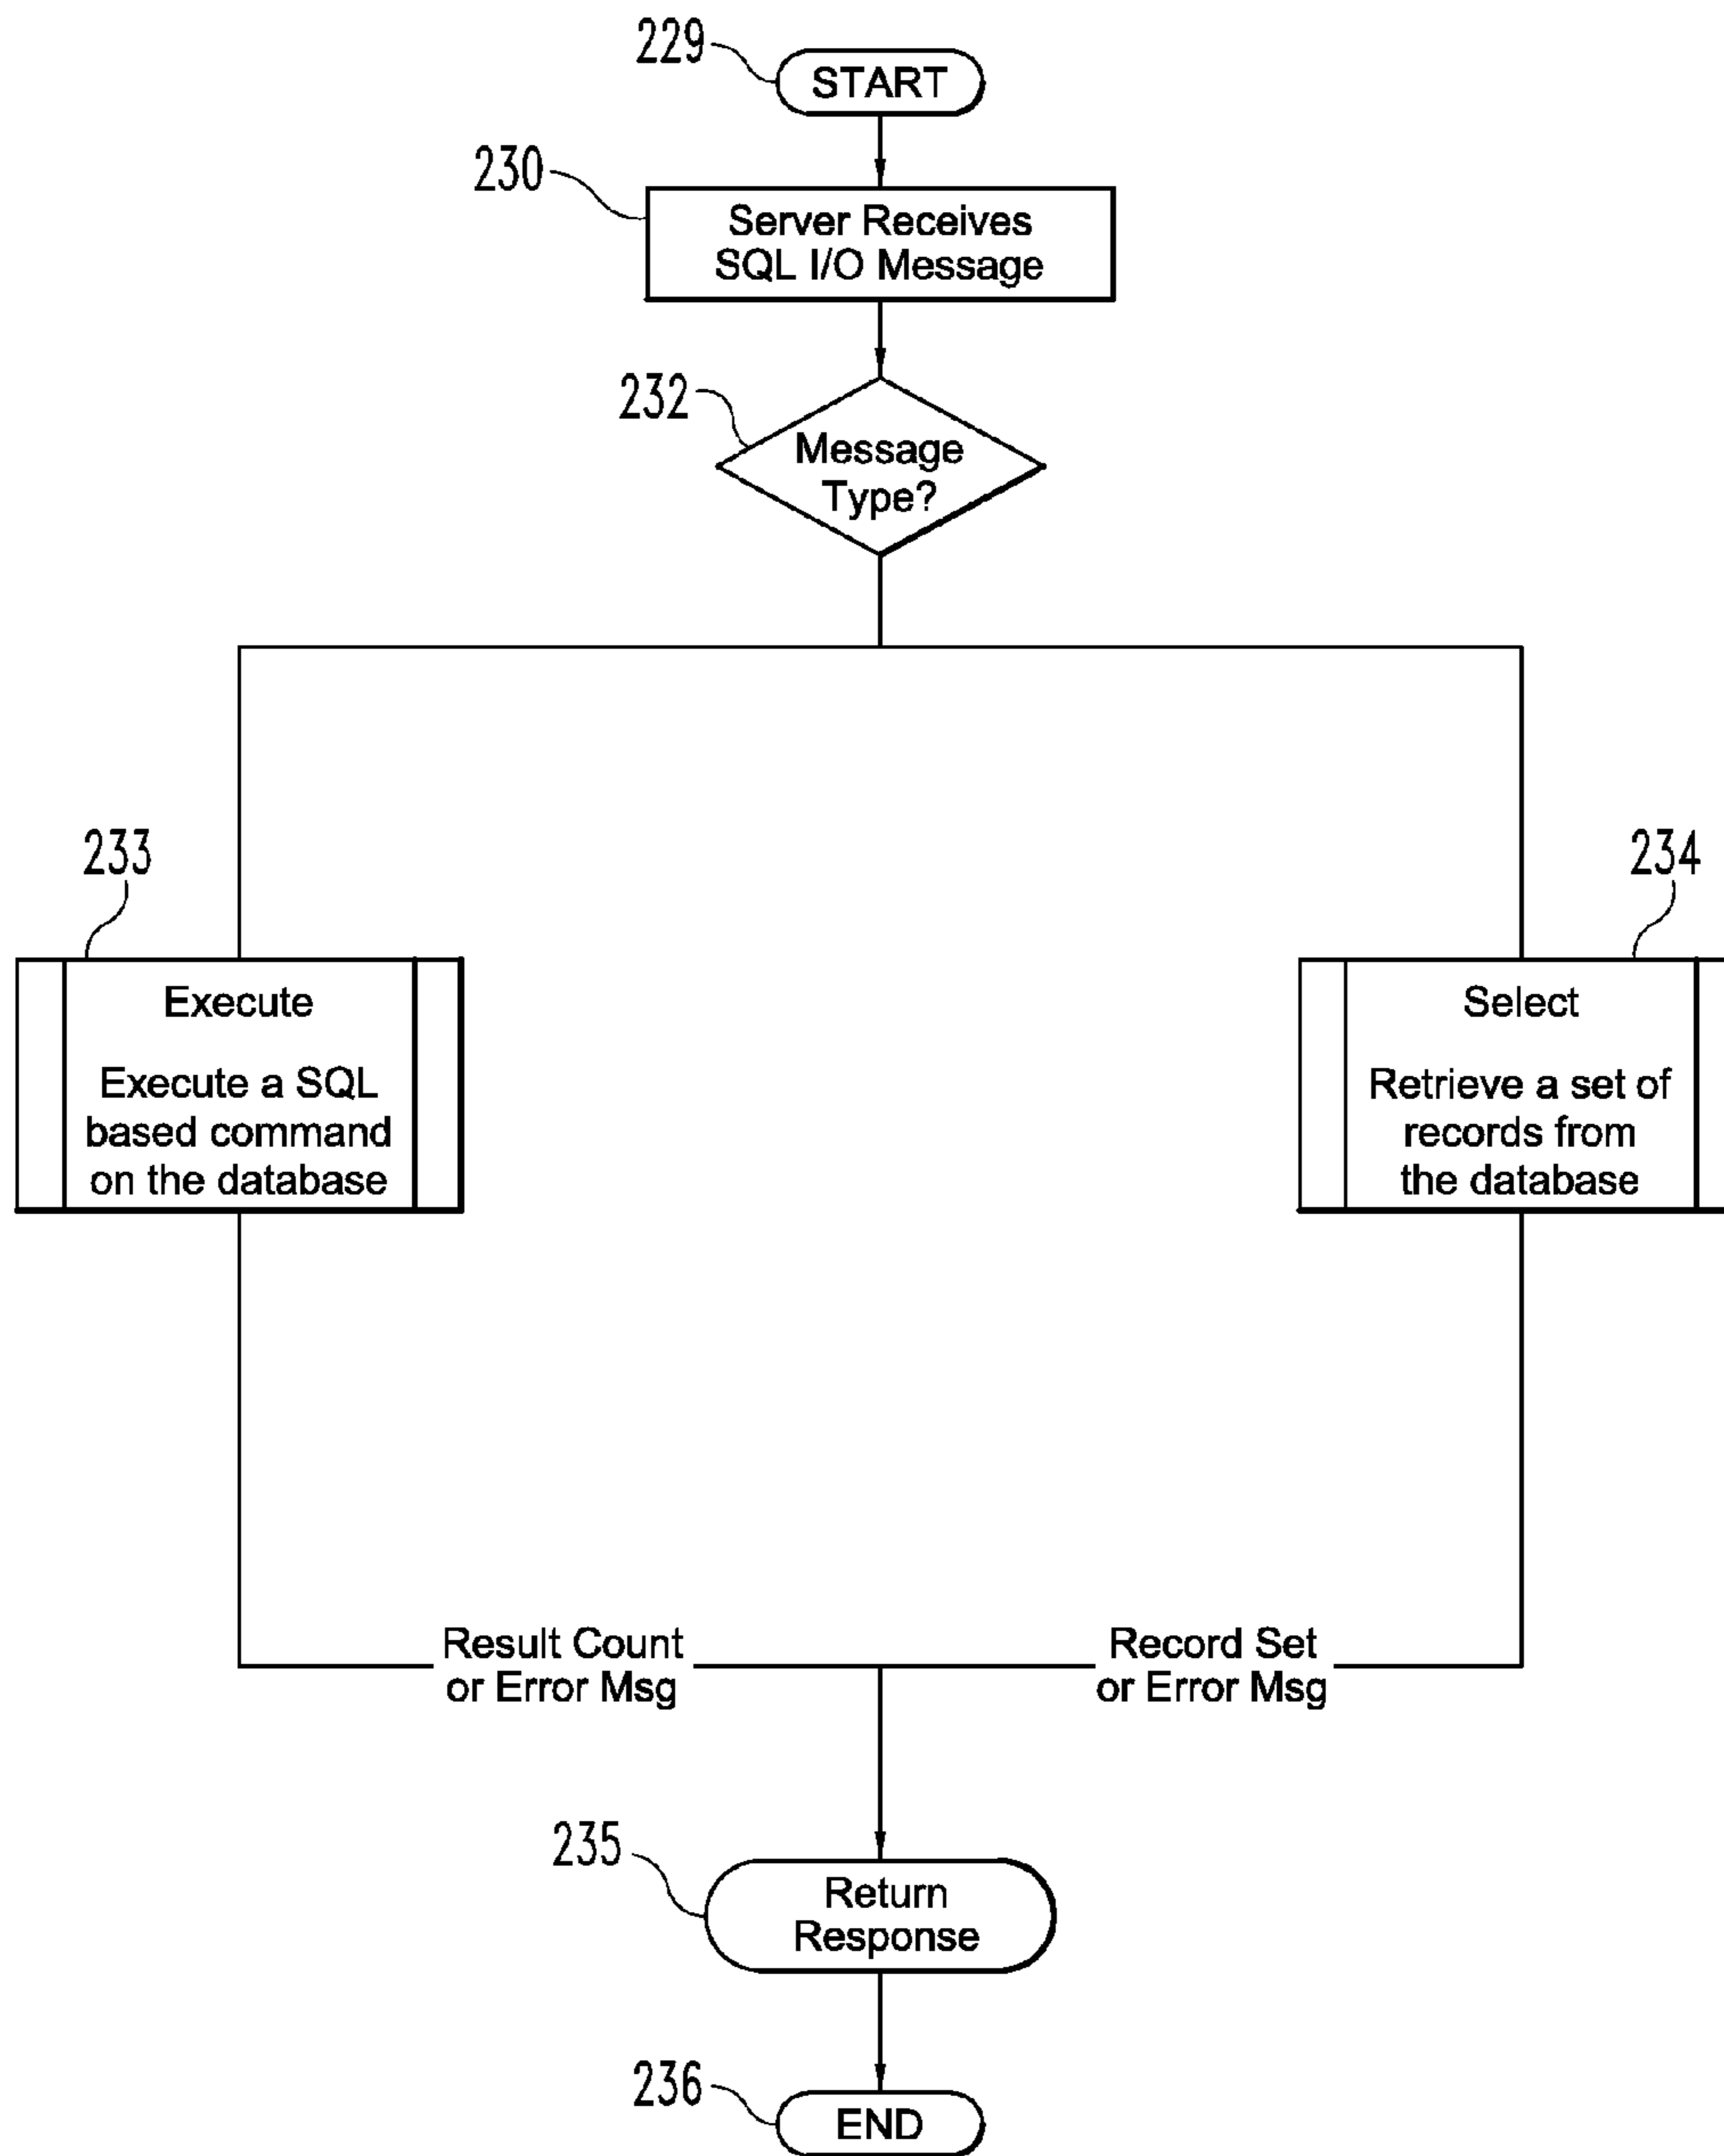 229
START
230
Server Receives
SQL I/O Message
232
Message
Type?
233
Execute
Execute a SQL
based command
on the database
234
Select
Retrieve a set of
records from
the database
Result Count
or Error Msg
Record Set
or Error Msg
235
Return
Response
236
END